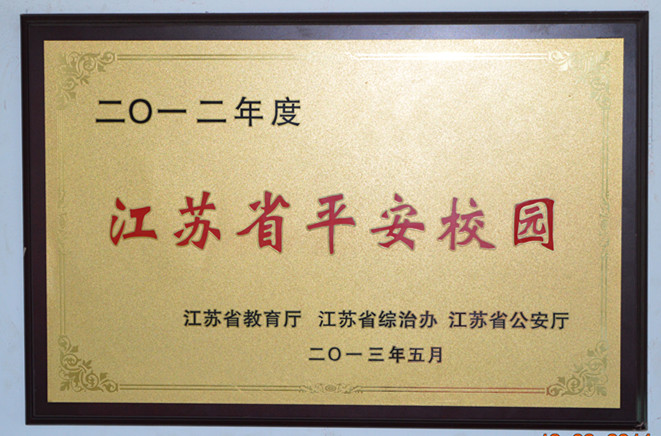 二〇一二年度
江苏省平安校园
江苏省教育厅 江苏省综治办 江苏省公安厅
二〇一三年五月